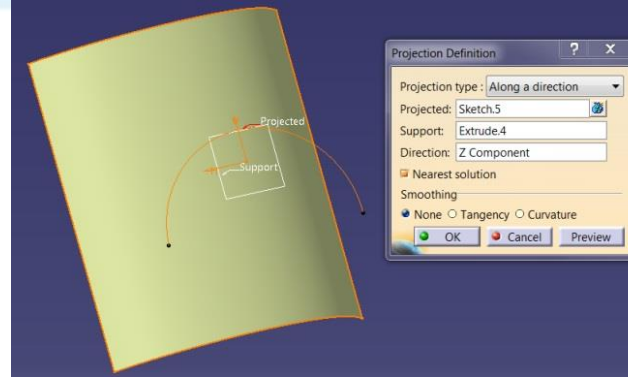 Projected
Support
Projection Definition
? X
Projection type : Along a direction
Projected: Sketch.5
Support: Extrude.4
Direction: Z Component
Nearest solution
Smoothing
None Tangency Curvature
OK Cancel Preview